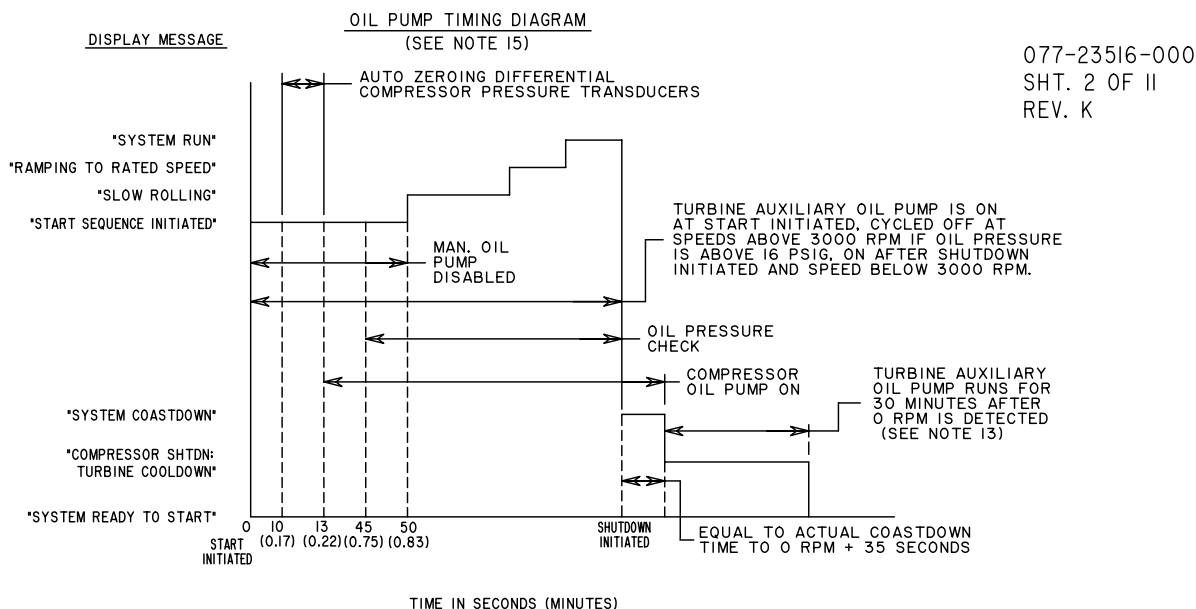 OIL PUMP TIMING DIAGRAM
(SEE NOTE 15)
DISPLAY MESSAGE
077-23516-000
SHT. 2 OF 11
REV. K
AUTO ZEROING DIFFERENTIAL
COMPRESSOR PRESSURE TRANSDUCERS
"SYSTEM RUN"
"RAMPING TO RATED SPEED"
"SLOW ROLLING"
"START SEQUENCE INITIATED"
MAN. OIL
PUMP
DISABLED
TURBINE AUXILIARY OIL PUMP IS ON
AT START INITIATED, CYCLED OFF AT
SPEEDS ABOVE 3000 RPM IF OIL PRESSURE
IS ABOVE 16 PSIG, ON AFTER SHUTDOWN
INITIATED AND SPEED BELOW 3000 RPM.
OIL PRESSURE
CHECK
COMPRESSOR
OIL PUMP ON
TURBINE AUXILIARY
OIL PUMP RUNS FOR
30 MINUTES AFTER
0 RPM IS DETECTED
(SEE NOTE 13)
"SYSTEM COASTDOWN"
"COMPRESSOR SHTDN:
TURBINE COOLDOWN"
"SYSTEM READY TO START"
0 10 13 45 50
(0.17) (0.22) (0.75) (0.83)
START
INITIATED
SHUTDOWN
INITIATED
EQUAL TO ACTUAL COASTDOWN
TIME TO 0 RPM + 35 SECONDS
TIME IN SECONDS (MINUTES)